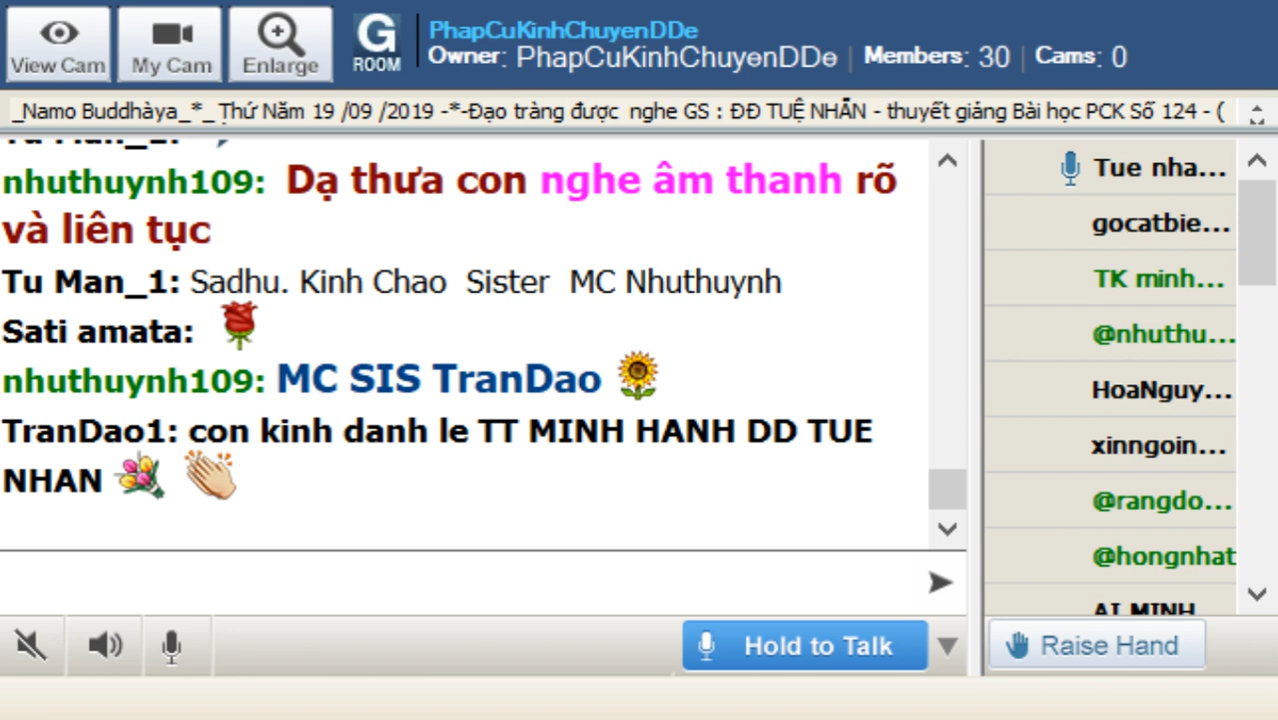 View Cam
My Cam
Enlarge
G
ROOM
PhapCuKinhChuyenDDe
Owner: PhapCuKinhChuyenDDe | Members: 30 | Cams: 0
_Namo Buddhàya_*_ Thứ Năm 19 /09 /2019 -*-Đạo tràng được nghe GS : ĐĐ TUỆ NHÃN - thuyết giảng Bài học PCK Số 124 - (
nhuthuynh109: Dạ thưa con nghe âm thanh rõ
và liên tục
Tu Man_1: Sadhu. Kinh Chao Sister MC Nhuthuynh
Sati amata:
nhuthuynh109: MC SIS TranDao
TranDao1: con kinh danh le TT MINH HANH DD TUE
NHAN
Tue nha...
gocatbie...
TK minh...
@nhuthu...
HoaNguy...
xinngoin...
@rangdo...
@hongnhat
AI MINH
Hold to Talk
Raise Hand